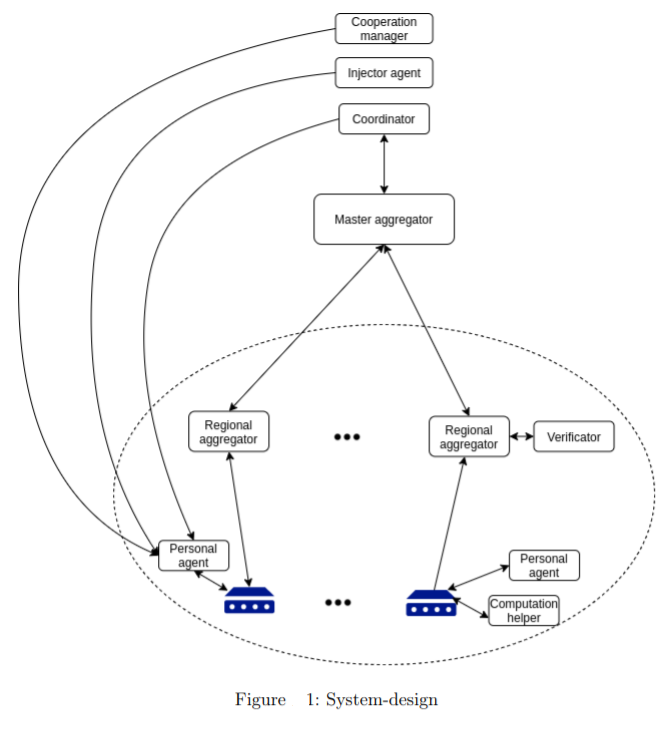 Cooperation
manager
Injector agent
Coordinator
Master aggregator
Regional
aggregator
Regional
aggregator
Verificator
Personal
agent
Personal
agent
Computation
helper
Figure 1: System-design